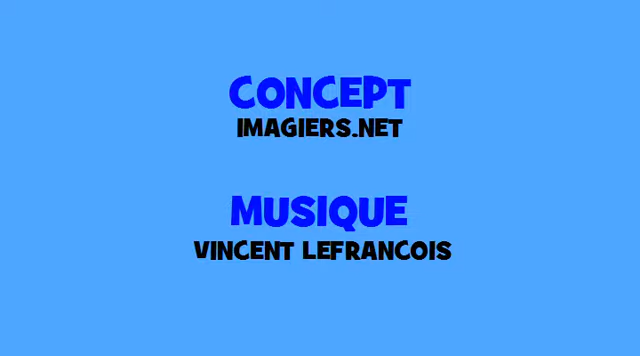 CONCEPT
IMAGIERS.NET
MUSIQUE
VINCENT LEFRANCOIS